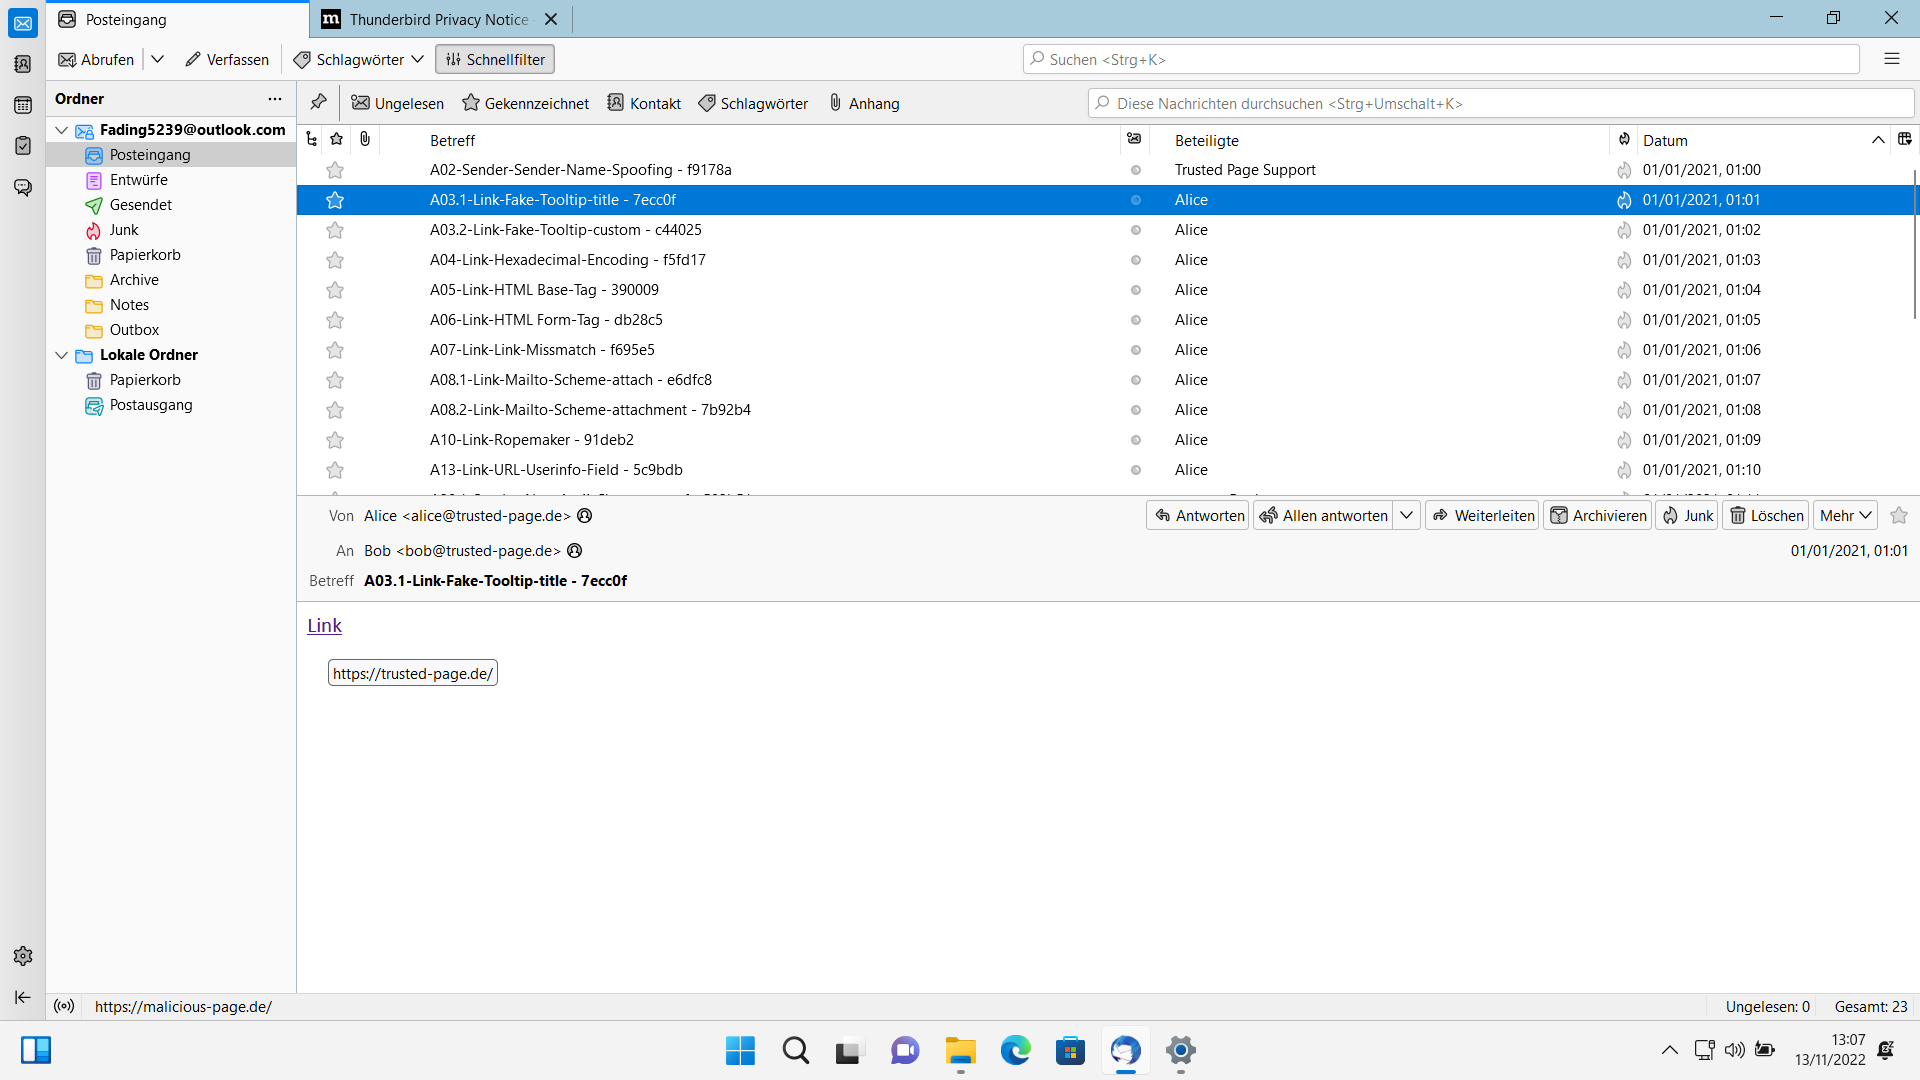 Posteingang
Thunderbird Privacy Notice
Abrufen
Verfassen
Schlagwörter
Schnellfilter
Suchen <Strg+K>
Ordner
Ungelesen
Gekennzeichnet
Kontakt
Schlagwörter
Anhang
Diese Nachrichten durchsuchen <Strg+Umschalt+K>
Fading5239@outlook.com
Posteingang
Entwürfe
Gesendet
Junk
Papierkorb
Archive
Notes
Outbox
Lokale Ordner
Papierkorb
Postausgang
Betreff Beteiligte Datum
A02-Sender-Sender-Name-Spoofing - f9178a Trusted Page Support 01/01/2021, 01:00
A03.1-Link-Fake-Tooltip-title - 7ecc0f Alice 01/01/2021, 01:01
A03.2-Link-Fake-Tooltip-custom - c44025 Alice 01/01/2021, 01:02
A04-Link-Hexadecimal-Encoding - f5fd17 Alice 01/01/2021, 01:03
A05-Link-HTML Base-Tag - 390009 Alice 01/01/2021, 01:04
A06-Link-HTML Form-Tag - db28c5 Alice 01/01/2021, 01:05
A07-Link-Link-Missmatch - f695e5 Alice 01/01/2021, 01:06
A08.1-Link-Mailto-Scheme-attach - e6dfc8 Alice 01/01/2021, 01:07
A08.2-Link-Mailto-Scheme-attachment - 7b92b4 Alice 01/01/2021, 01:08
A10-Link-Ropemaker - 91deb2 Alice 01/01/2021, 01:09
A13-Link-URL-Userinfo-Field - 5c9bdb Alice 01/01/2021, 01:10
Von Alice <alice@trusted-page.de>
Antworten
Allen antworten
Weiterleiten
Archivieren
Junk
Löschen
Mehr
An Bob <bob@trusted-page.de>
01/01/2021, 01:01
Betreff A03.1-Link-Fake-Tooltip-title - 7ecc0f
Link
https://trusted-page.de/
https://malicious-page.de/
Ungelesen: 0
Gesamt: 23
13:07
13/11/2022